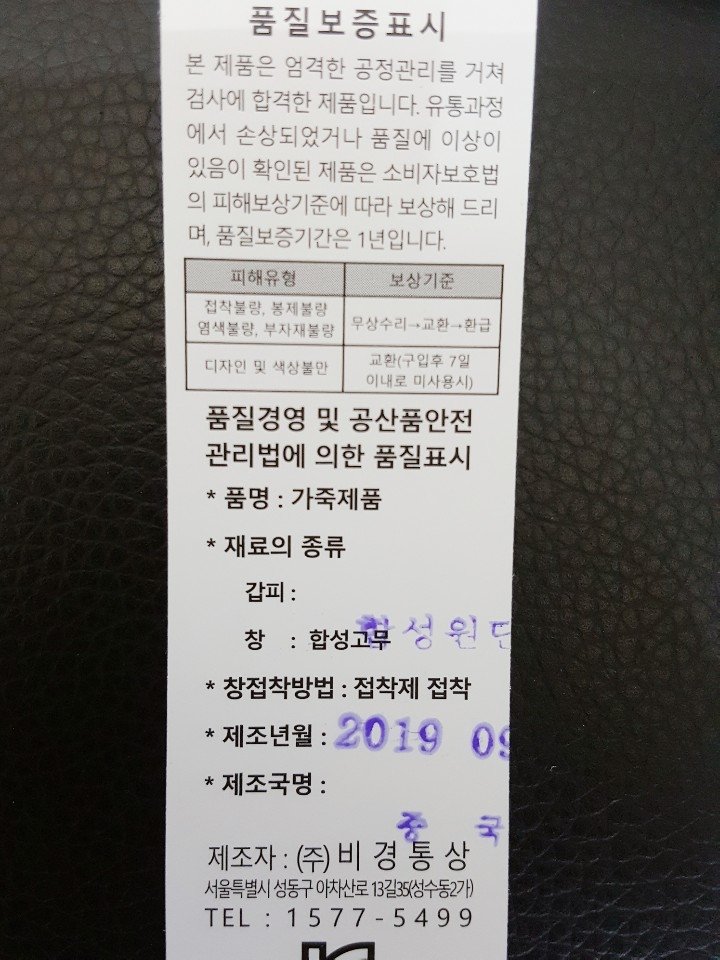 품질보증표시
본 제품은 엄격한 공정관리를 거쳐
검사에 합격한 제품입니다. 유통과정
에서 손상되었거나 품질에 이상이
있음이 확인된 제품은 소비자보호법
의 피해보상기준에 따라 보상해 드리
며, 품질보증기간은 1년입니다.
피해유형 보상기준
접착불량, 봉제불량
염색불량, 부자재불량
무상수리→교환→환급
디자인 및 색상불만
교환(구입후 7일
이내로 미사용시)
품질경영 및 공산품안전
관리법에 의한 품질표시
* 품명 : 가죽제품
* 재료의 종류
갑피 :
합성원단
창 : 합성고무
* 창접착방법 : 접착제 접착
* 제조년월 : 2019 09
* 제조국명 :
중 국
제조자 : (주) 비경통상
서울특별시 성동구 아차산로 13길35(성수동2가)
TEL : 1577-5499